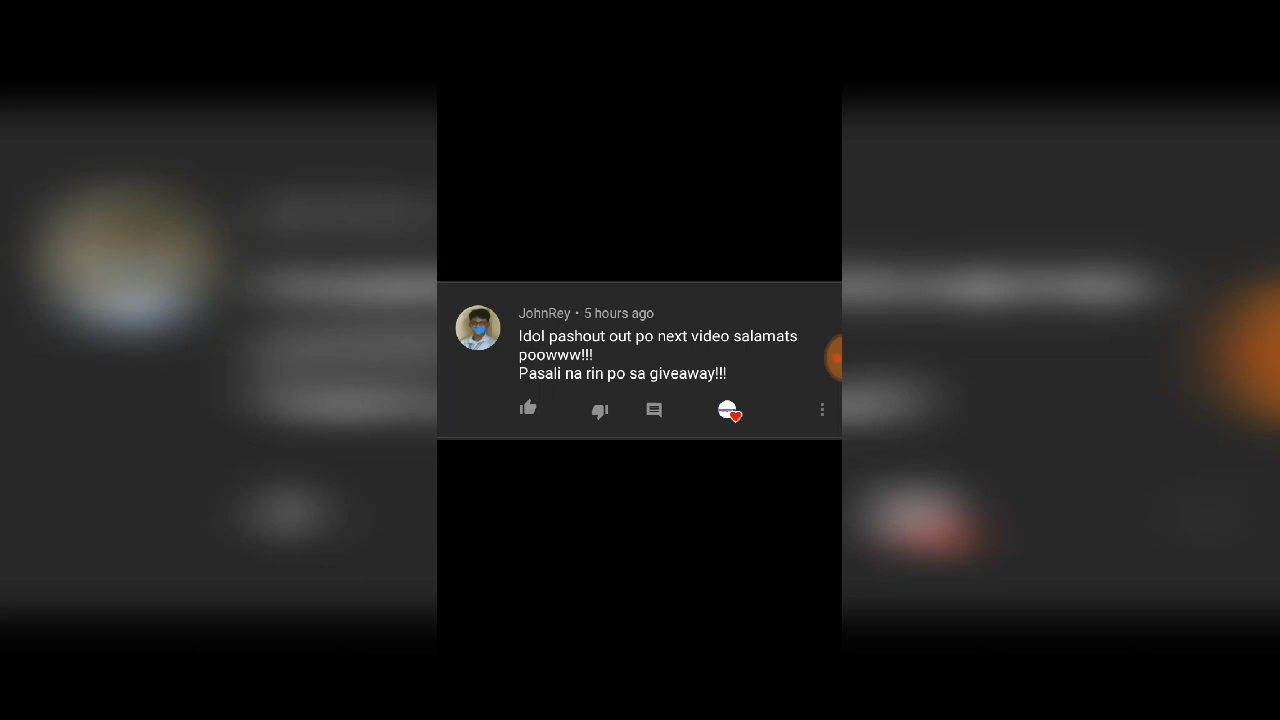 JohnRey • 5 hours ago
Idol pashout out po next video salamats
poowww!!!
Pasali na rin po sa giveaway!!!